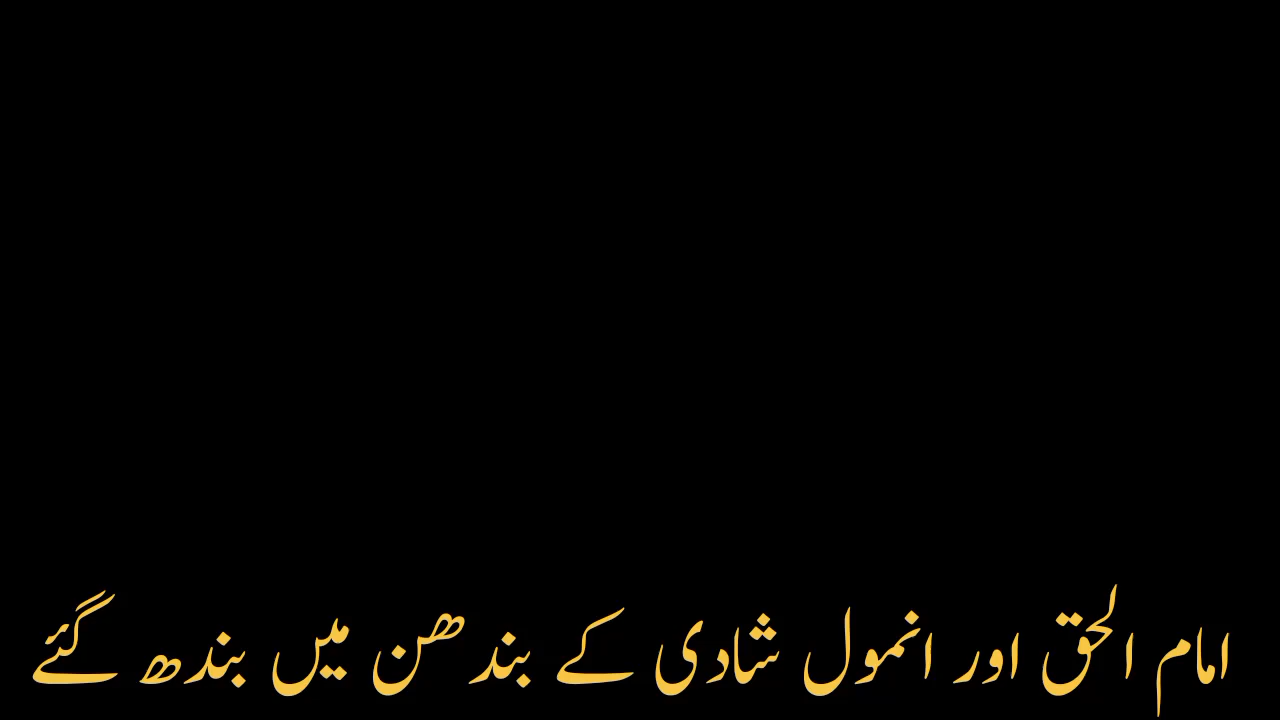 امام الحق اور انمول شادی کے بندھن میں بندھ گئے